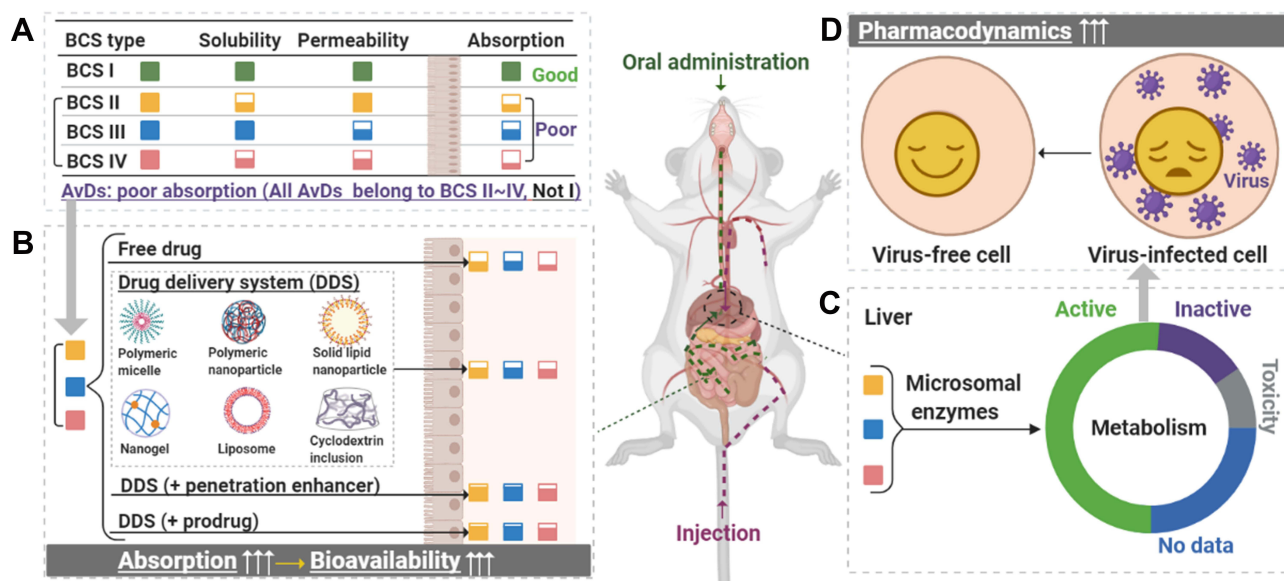 A
BCS type Solubility Permeability Absorption
BCS I Good
BCS II
BCS III Poor
BCS IV
AvDs: poor absorption (All AvDs belong to BCS II~IV, Not I)
B
Free drug
Drug delivery system (DDS)
Polymeric
micelle
Polymeric
nanoparticle
Solid lipid
nanoparticle
Nanogel
Liposome
Cyclodextrin
inclusion
DDS (+ penetration enhancer)
DDS (+ prodrug)
Absorption ↑↑↑ → Bioavailability ↑↑↑
Oral administration
Injection
D
Pharmacodynamics ↑↑↑
Virus
Virus-free cell
Virus-infected cell
C
Liver
Microsomal
enzymes
Active
Inactive
Toxicity
Metabolism
No data